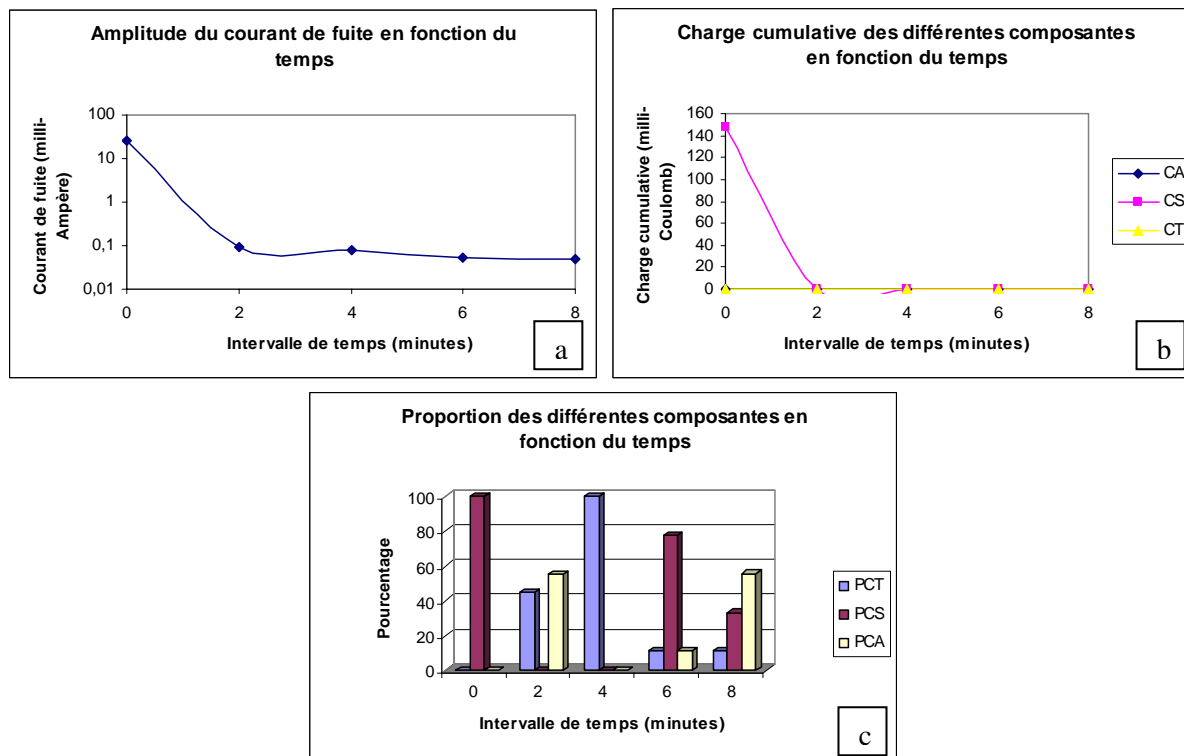 Amplitude du courant de fuite en fonction du
temps
Courant de fuite (milli-
Ampère)
100
10
1
0,1
0,01
0
2
4
6
8
Intervalle de temps (minutes)
a
Charge cumulative des différentes composantes
en fonction du temps
Charge cumulative (milli-
Coulomb)
160
140
120
100
80
60
40
20
0
0
2
4
6
8
Intervalle de temps (minutes)
CA
CS
CT
b
Proportion des différentes composantes en
fonction du temps
Pourcentage
100
80
60
40
20
0
0
2
4
6
8
Intervalle de temps (minutes)
PCT
PCS
PCA
c